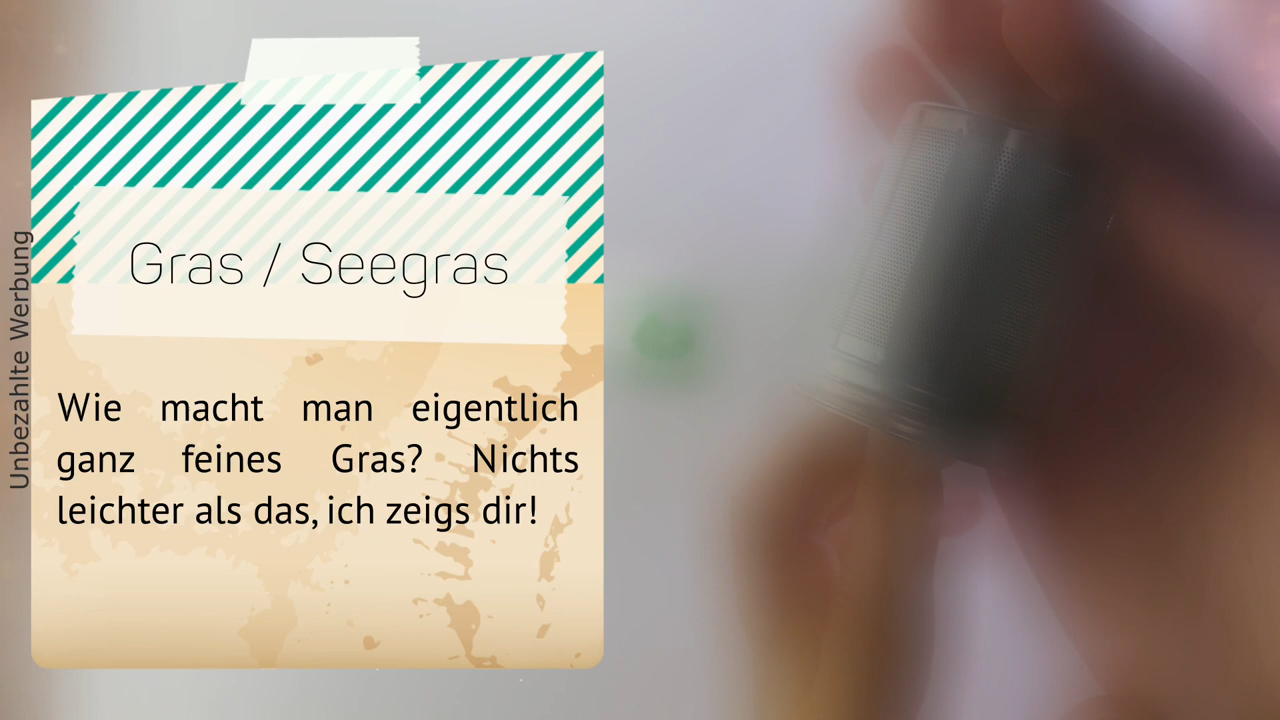 Unbezahlte Werbung
Gras / Seegras
Wie macht man eigentlich
ganz feines Gras? Nichts
leichter als das, ich zeigs dir!